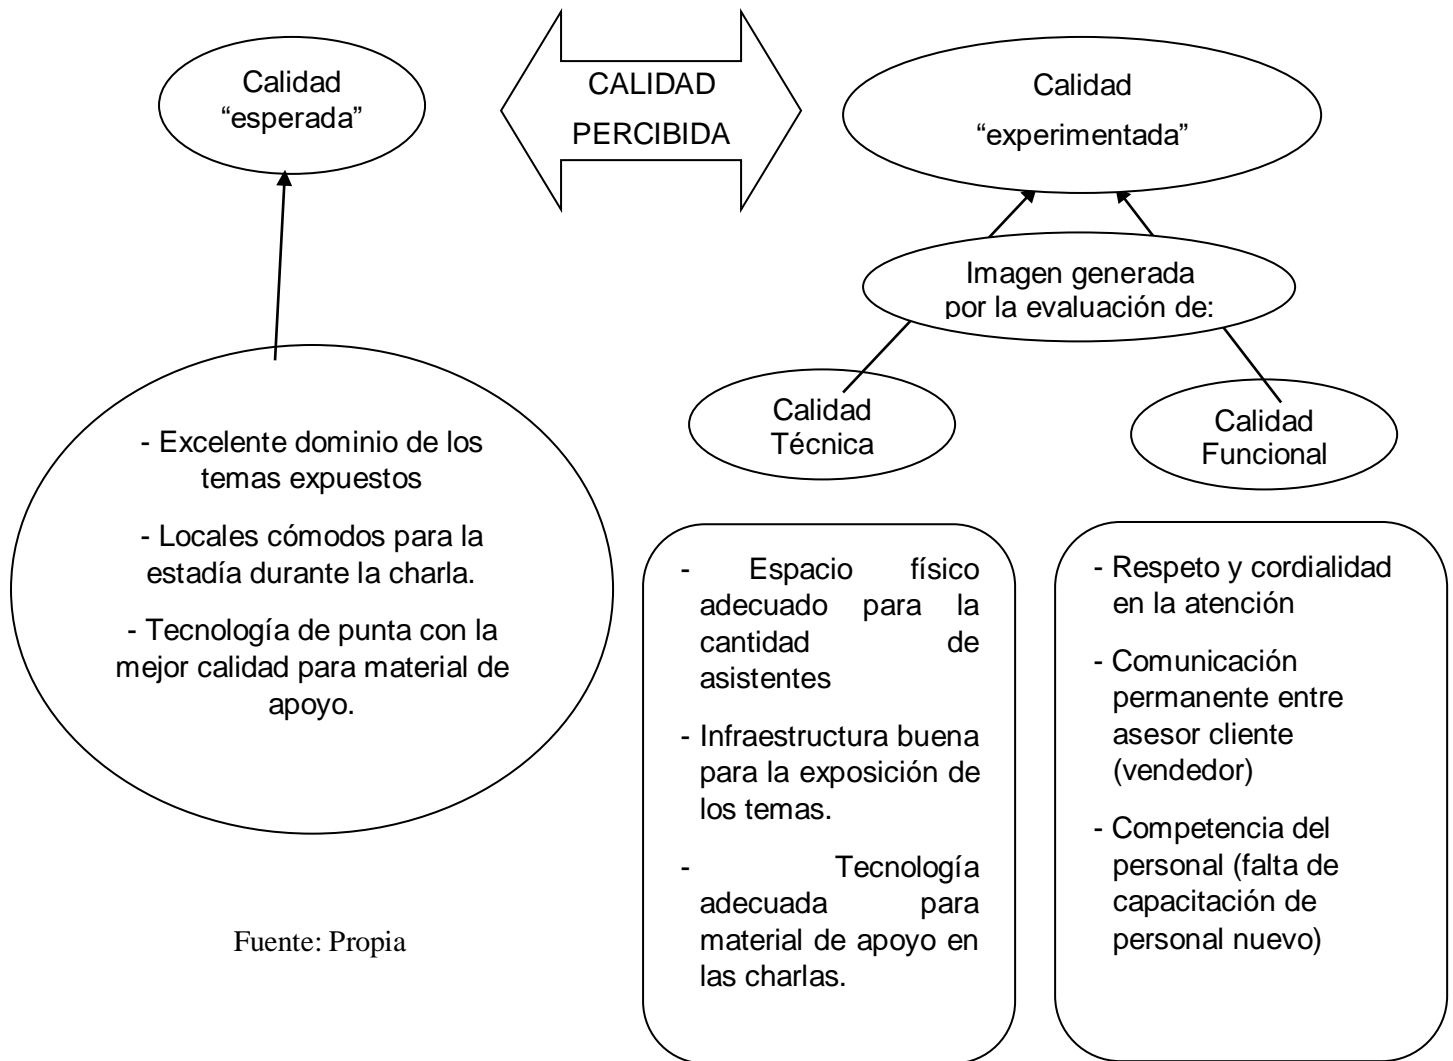 Calidad
“esperada”
CALIDAD
PERCIBIDA
Calidad
“experimentada”
Imagen generada
por la evaluación de:
Calidad
Técnica
Calidad
Funcional
- Excelente dominio de los
temas expuestos
- Locales cómodos para la
estadía durante la charla.
- Tecnología de punta con la
mejor calidad para material de
apoyo.
- Espacio físico
adecuado para la
cantidad de
asistentes
- Infraestructura buena
para la exposición de
los temas.
- Tecnología
adecuada para
material de apoyo en
las charlas.
- Respeto y cordialidad
en la atención
- Comunicación
permanente entre
asesor cliente
(vendedor)
- Competencia del
personal (falta de
capacitación de
personal nuevo)
Fuente: Propia